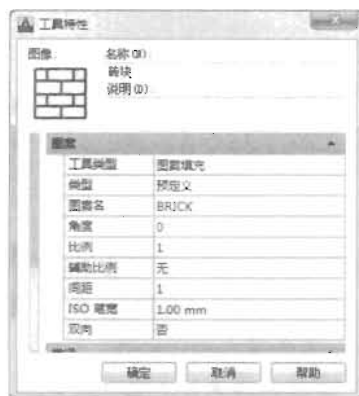 工具特性
图像:
名称(N):
砖块
说明(D):
图案
工具类型 图案填充
类型 预定义
图案名 BRICK
角度 0
比例 1
辅助比例 无
间距 1
ISO 笔宽 1.00 mm
双向 否
确定 取消 帮助